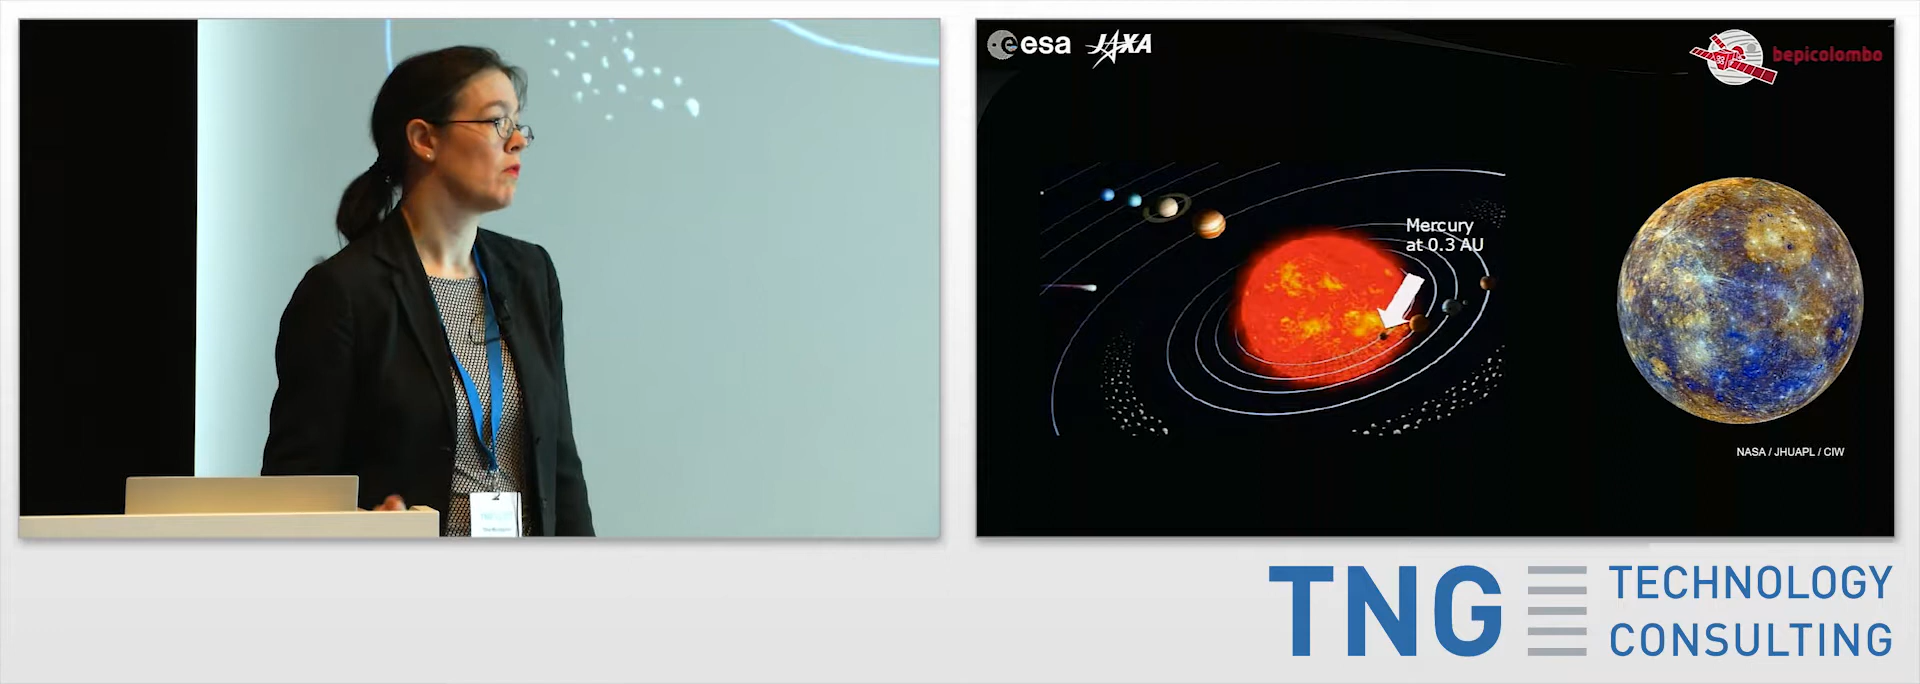 esa JAXA
bepicolombo
Mercury
at 0.3 AU
NASA / JHUAPL / CIW
TNG TECHNOLOGY
CONSULTING